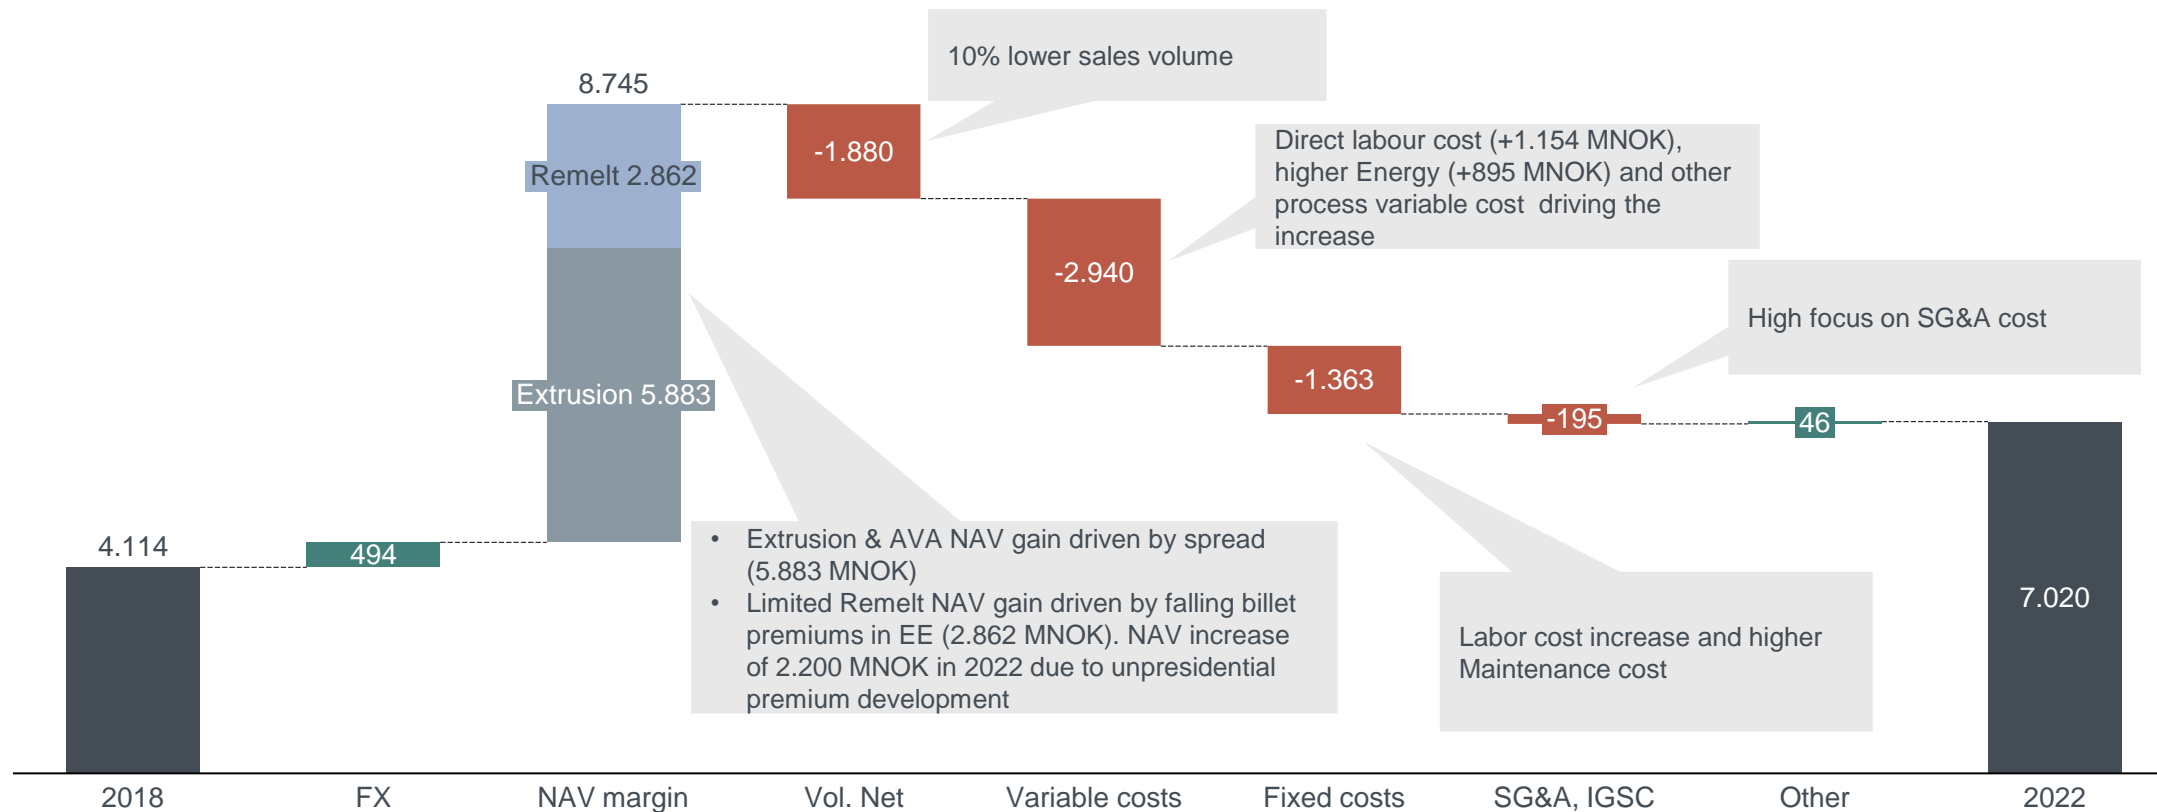 10% lower sales volume
8.745
Remelt 2.862
-1.880
Direct labour cost (+1.154 MNOK),
higher Energy (+895 MNOK) and other
process variable cost  driving the
increase
-2.940
High focus on SG&A cost
Extrusion 5.883
-1.363
-195
46
4.114
494
• Extrusion & AVA NAV gain driven by spread
(5.883 MNOK)
• Limited Remelt NAV gain driven by falling billet
premiums in EE (2.862 MNOK). NAV increase
of 2.200 MNOK in 2022 due to unpresidential
premium development
Labor cost increase and higher
Maintenance cost
7.020
2018
FX
NAV margin
Vol. Net
Variable costs
Fixed costs
SG&A, IGSC
Other
2022